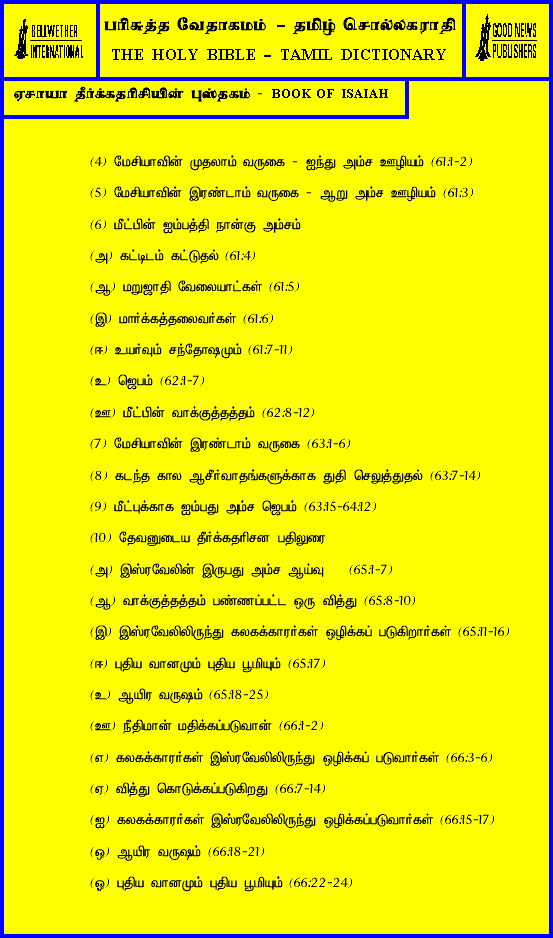 BELLWETHER
INTERNATIONAL
பரிசுத்த வேதாகமம் – தமிழ் சொல்லகராதி
THE HOLY BIBLE – TAMIL DICTIONARY
GOOD NEWS
PUBLISHERS
ஏசாயா தீர்க்கதரிசியின் புஸ்தகம் - BOOK OF ISAIAH
(4) மேசியாவின் முதலாம் வருகை - ஐந்து அம்ச ஊழியம் (61:1-2)
(5) மேசியாவின் இரண்டாம் வருகை - ஆறு அம்ச ஊழியம் (61:3)
(6) மீட்பின் ஐம்பத்தி நான்கு அம்சம்
(அ) கட்டிடம் கட்டுதல் (61:4)
(ஆ) மறுஜாதி வேலையாட்கள் (61:5)
(இ) மார்க்கத்தலைவர்கள் (61:6)
(ஈ) உயர்வும் சந்தோஷமும் (61:7-11)
(உ) ஜெபம் (62:1-7)
(ஊ) மீட்பின் வாக்குத்தத்தம் (62:8-12)
(7) மேசியாவின் இரண்டாம் வருகை (63:1-6)
(8) கடந்த கால ஆசீர்வாதங்களுக்காக துதி செலுத்துதல் (63:7-14)
(9) மீட்புக்காக ஐம்பது அம்ச ஜெபம் (63:15-64:12)
(10) தேவனுடைய தீர்க்கதரிசன பதிலுரை
(அ) இஸ்ரவேலின் இருபது அம்ச ஆய்வு (65:1-7)
(ஆ) வாக்குத்தத்தம் பண்ணப்பட்ட ஒரு வித்து (65:8-10)
(இ) இஸ்ரவேலிலிருந்து கலகக்காரர்கள் ஒழிக்கப் படுகிறார்கள் (65:11-16)
(ஈ) புதிய வானமும் புதிய பூமியும் (65:17)
(உ) ஆயிர வருஷம் (65:18-25)
(ஊ) நீதிமான் மதிக்கப்படுவான் (66:1-2)
(எ) கலகக்காரர்கள் இஸ்ரவேலிலிருந்து ஒழிக்கப் படுவார்கள் (66:3-6)
(ஏ) வித்து கொடுக்கப்படுகிறது (66:7-14)
(ஐ) கலகக்காரர்கள் இஸ்ரவேலிலிருந்து ஒழிக்கப்படுவார்கள் (66:15-17)
(ஒ) ஆயிர வருஷம் (66:18-21)
(ஓ) புதிய வானமும் புதிய பூமியும் (66:22-24)